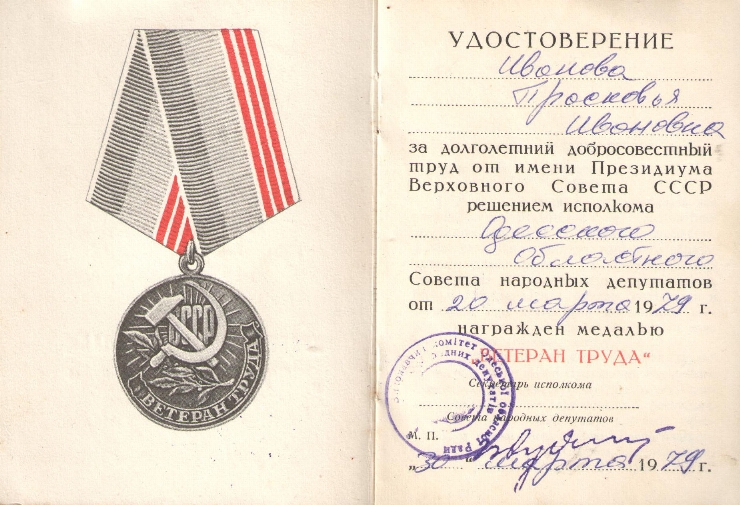 СССР
ВЕТЕРАН ТРУДА
УДОСТОВЕРЕНИЕ
Иванова
Прасковья
Ивановна
за долголетний добросовестный
труд от имени Президиума
Верховного Совета СССР
решением исполкома
Одесского
областного
Совета народных депутатов
от 20 марта 1979 г.
награжден медалью
"ВЕТЕРАН ТРУДА"
Секретарь исполкома
Совета народных депутатов
М. П.
"30" марта 1979 г.